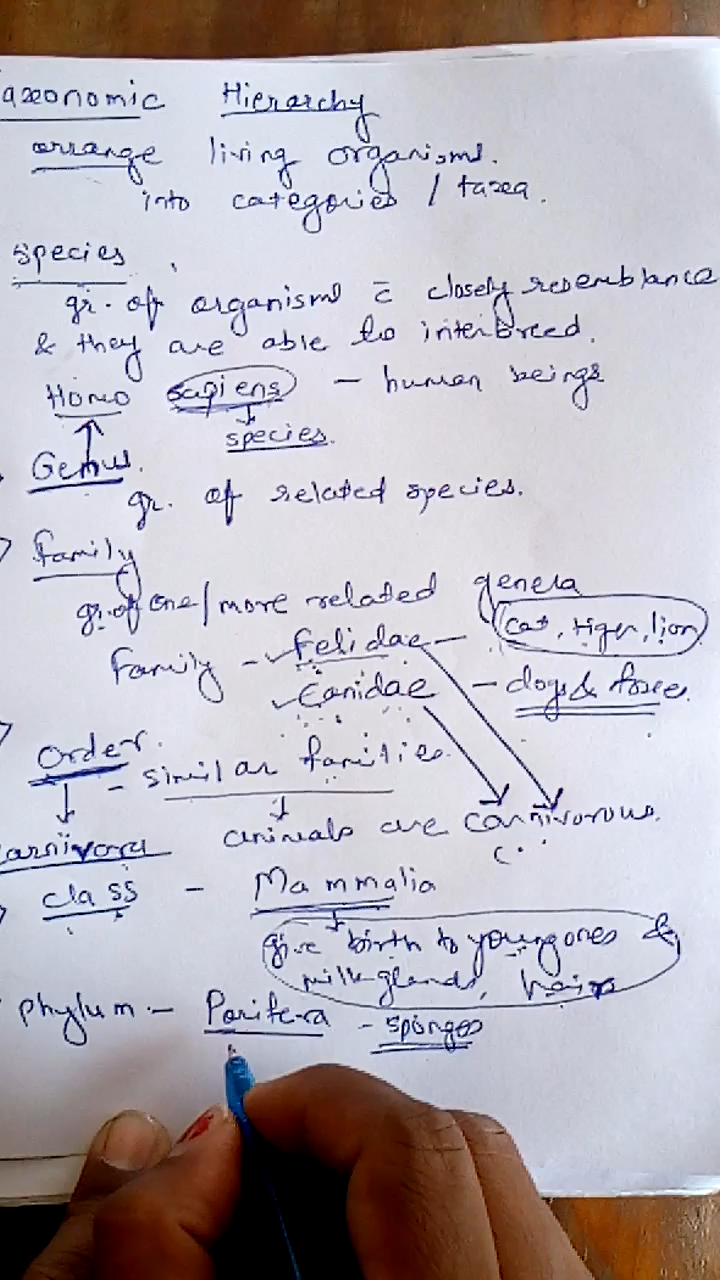 axonomic Hierarchy
arrange living organisms.
into categories / taxa.
Species
gr. of organisms c̄ closely resemblance
& they are able to interbreed.
Homo sapiens - human beings
species.
Genus.
gr. of related species.
Family
gr. of one/more related genera
Family - Felidae - cat, tiger, lion
Canidae - dogs & foxe.
Order.
- similar families.
arnivora animals are carnivorous.
class - Mammalia
give birth to young ones &
milk glands, hairs
Phylum - Porifera - sponges